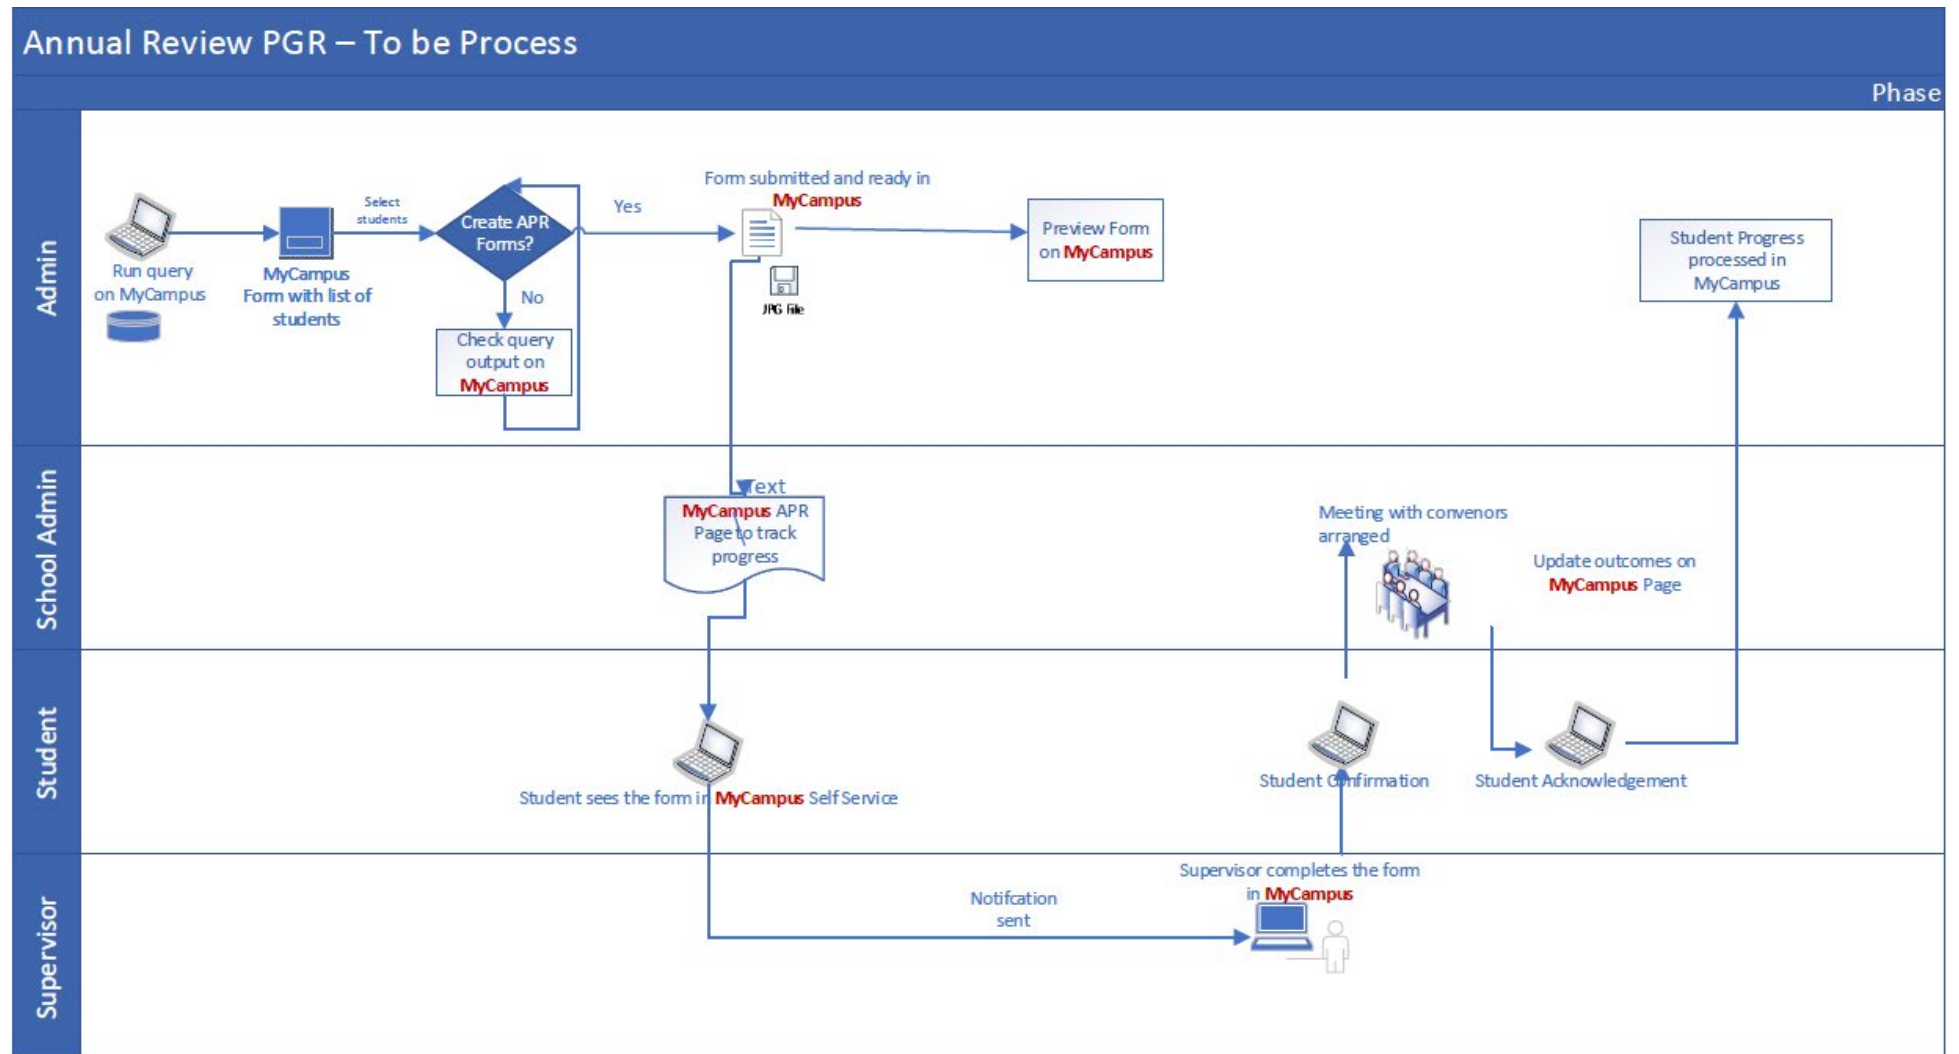 Annual Review PGR – To be Process
Phase
Admin
Run query
on MyCampus
MyCampus
Form with list of
students
Select
students
Create APR
Forms?
Yes
No
Check query
output on
MyCampus
Form submitted and ready in
MyCampus
JPG File
Preview Form
on MyCampus
Student Progress
processed in
MyCampus
School Admin
Text
MyCampus APR
Page to track
progress
Meeting with convenors
arranged
Update outcomes on
MyCampus Page
Student
Student sees the form in MyCampus Self Service
Student Confirmation
Student Acknowledgement
Supervisor
Notifcation
sent
Supervisor completes the form
in MyCampus